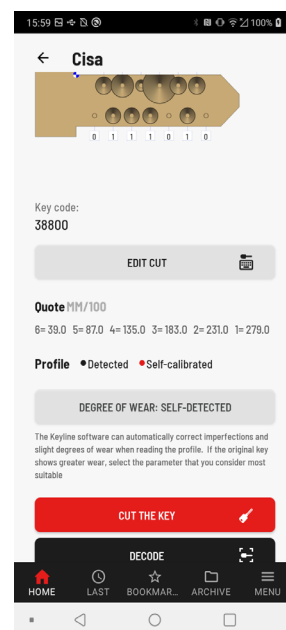 15:59 100%
Cisa
0 1 1 1 0 1 0
Key code:
38800
EDIT CUT
Quote MM/100
6= 39.0 5= 87.0 4= 135.0 3= 183.0 2= 231.0 1= 279.0
Profile Detected Self-calibrated
DEGREE OF WEAR: SELF-DETECTED
The Keyline software can automatically correct imperfections and
slight degrees of wear when reading the profile. If the original key
shows greater wear, select the parameter that you consider most
suitable
CUT THE KEY
DECODE
HOME LAST BOOKMAR... ARCHIVE MENU